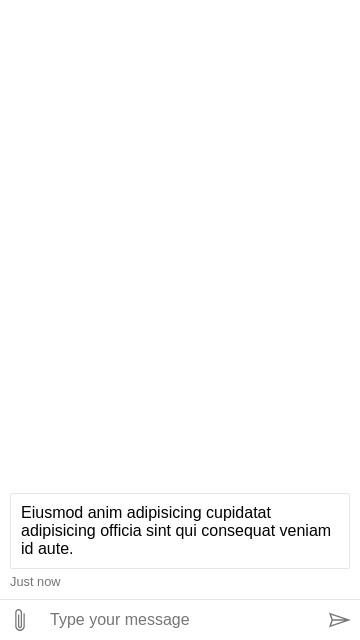 Eiusmod anim adipisicing cupidatat
adipisicing officia sint qui consequat veniam
id aute.
Just now
Type your message